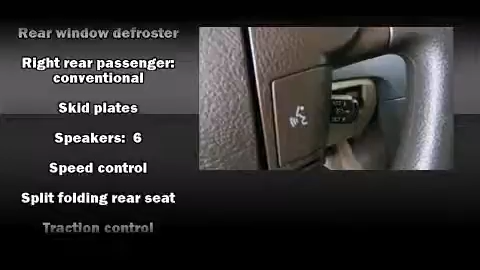 Rear window defroster
Right rear passenger:
conventional
Skid plates
Speakers: 6
Speed control
Split folding rear seat
Traction control